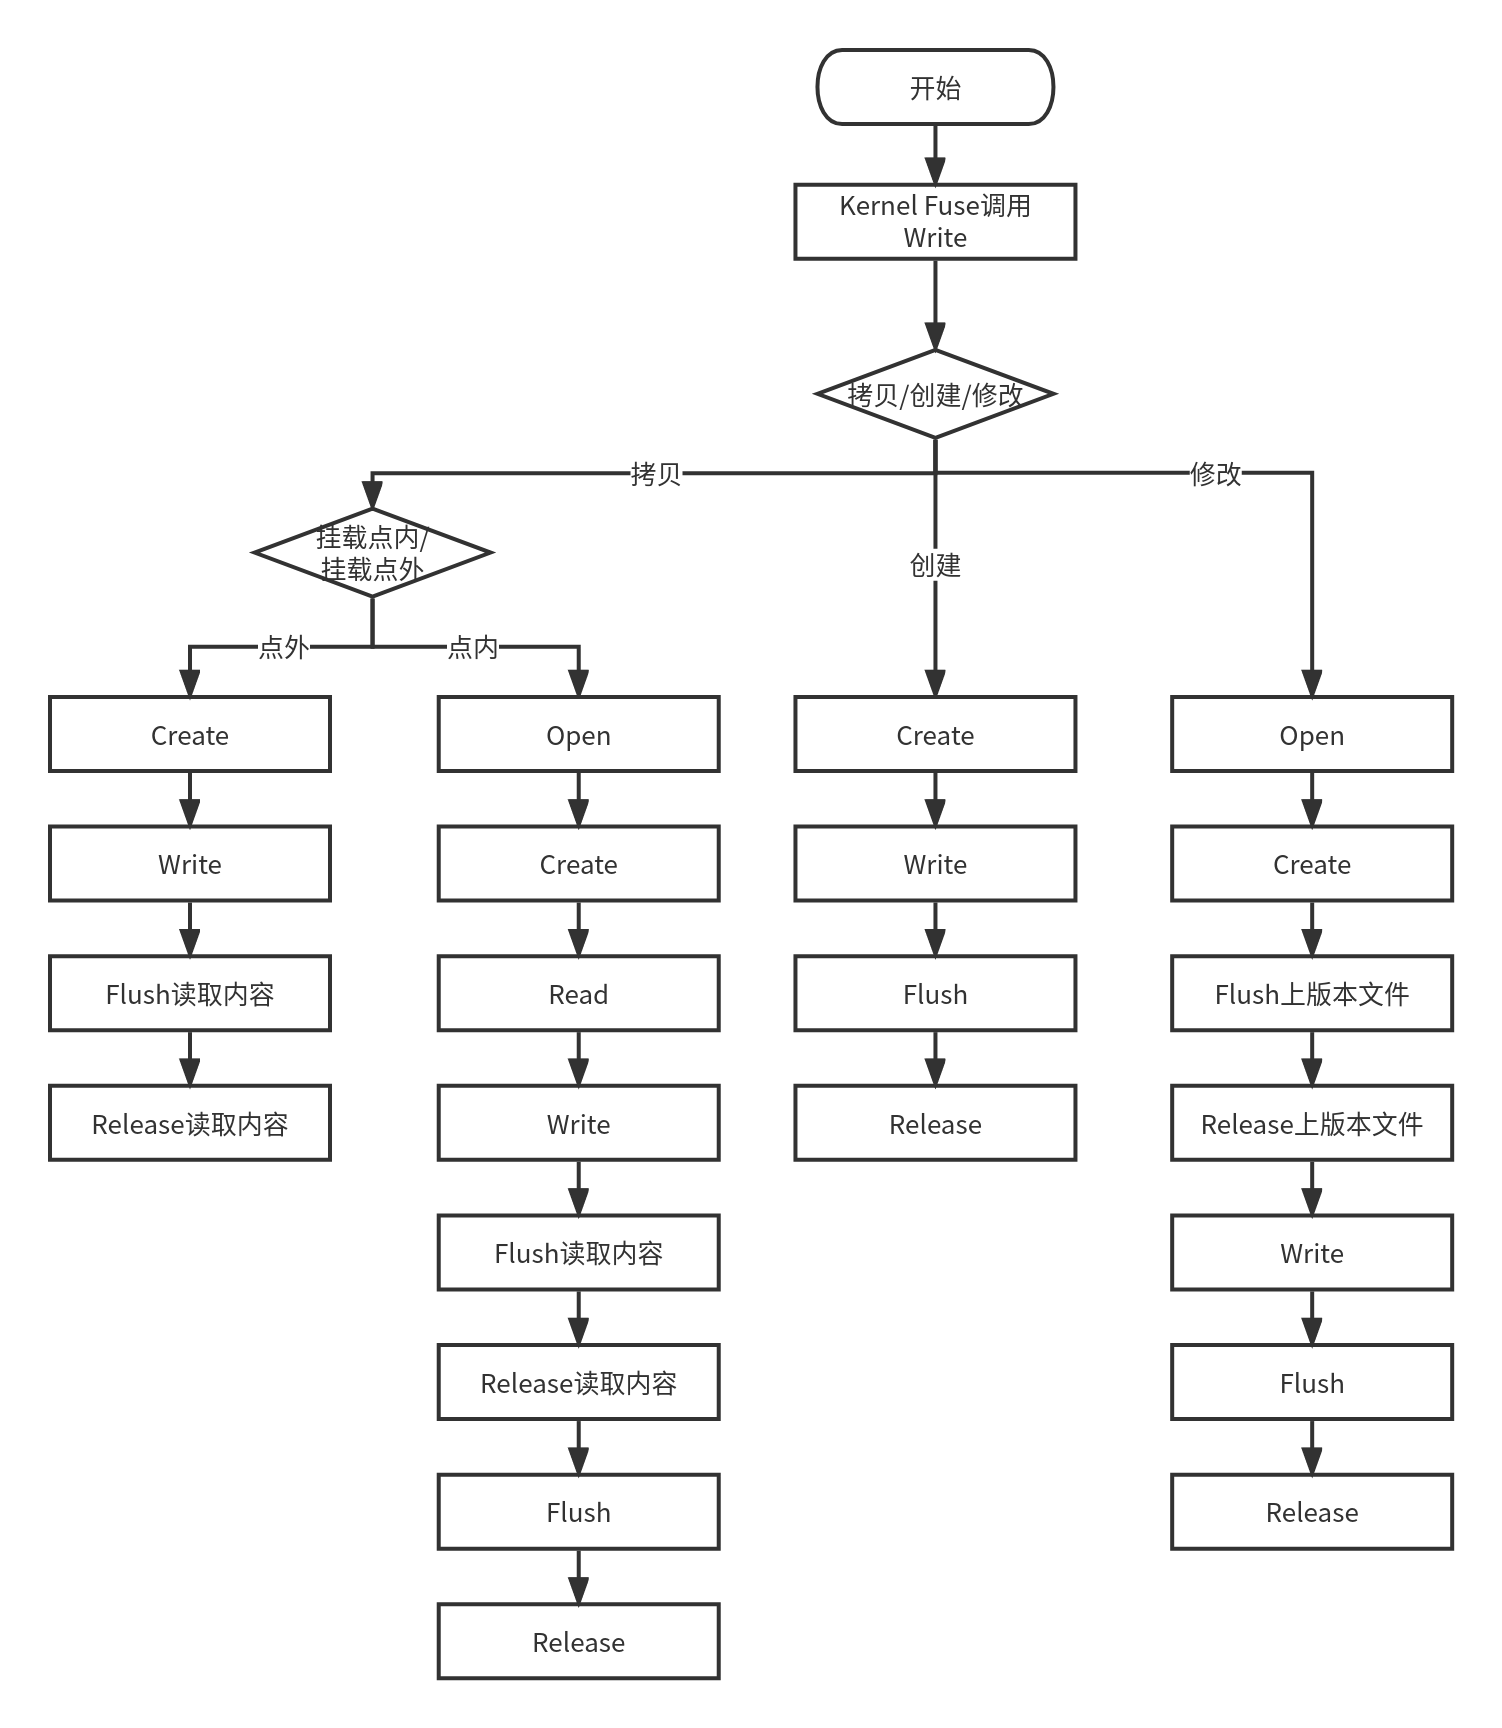 开始
Kernel Fuse调用
Write
拷贝/创建/修改
拷贝
修改
挂载点内/
挂载点外
创建
点外
点内
Create
Open
Create
Open
Write
Create
Write
Create
Flush读取内容
Read
Flush
Flush上版本文件
Release读取内容
Write
Release
Release上版本文件
Flush读取内容
Write
Release读取内容
Flush
Flush
Release
Release